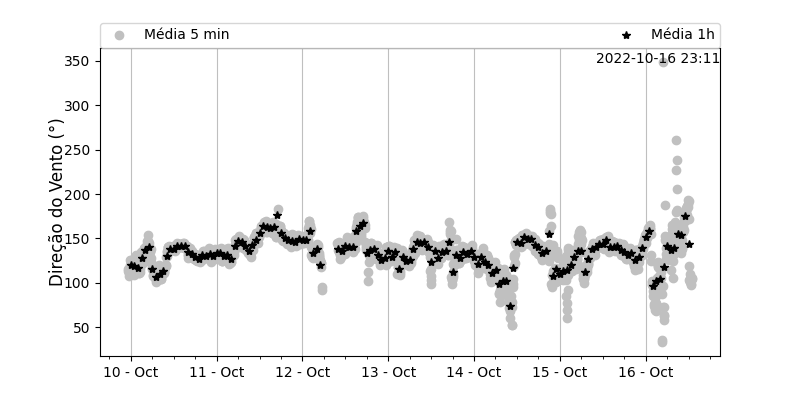 Média 5 min
Média 1h
2022-10-16 23:11
Direção do Vento (°)
350
300
250
200
150
100
50
10 - Oct
11 - Oct
12 - Oct
13 - Oct
14 - Oct
15 - Oct
16 - Oct